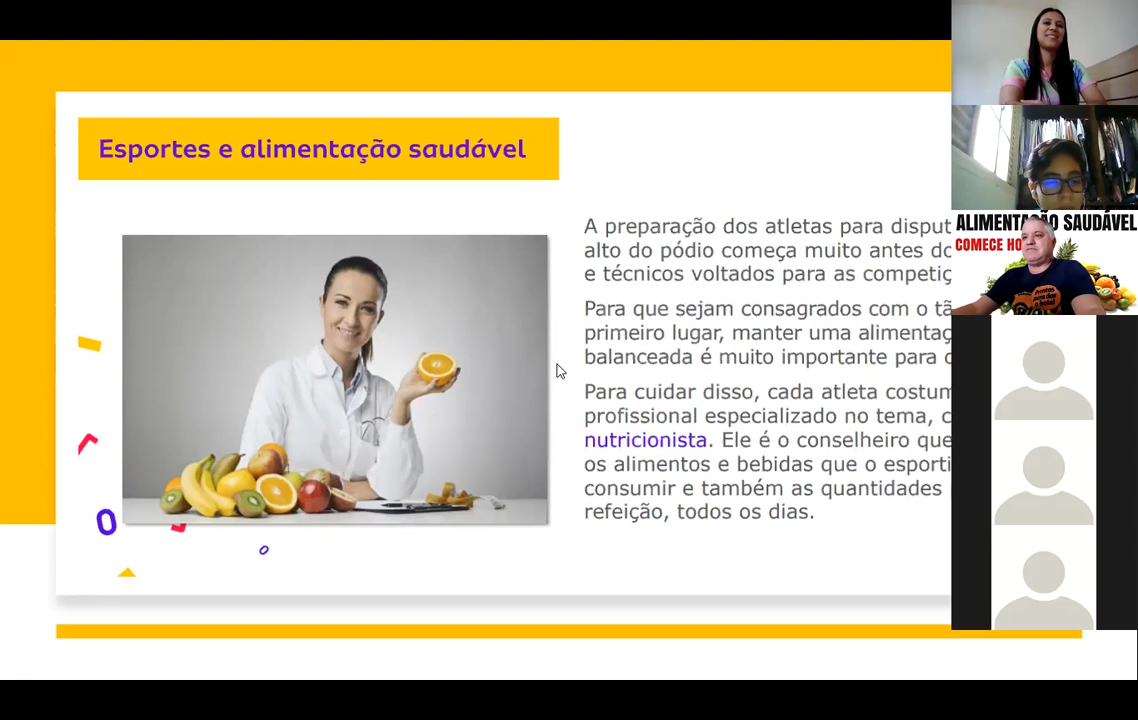 Esportes e alimentação saudável
A preparação dos atletas para disput
alto do pódio começa muito antes do
e técnicos voltados para as competiç
Para que sejam consagrados com o tã
primeiro lugar, manter uma alimentaç
balanceada é muito importante para
Para cuidar disso, cada atleta costum
profissional especializado no tema,
nutricionista. Ele é o conselheiro que
os alimentos e bebidas que o esporti
consumir e também as quantidades
refeição, todos os dias.
ALIMENTAÇÃO SAUDÁVEL
COMECE HO